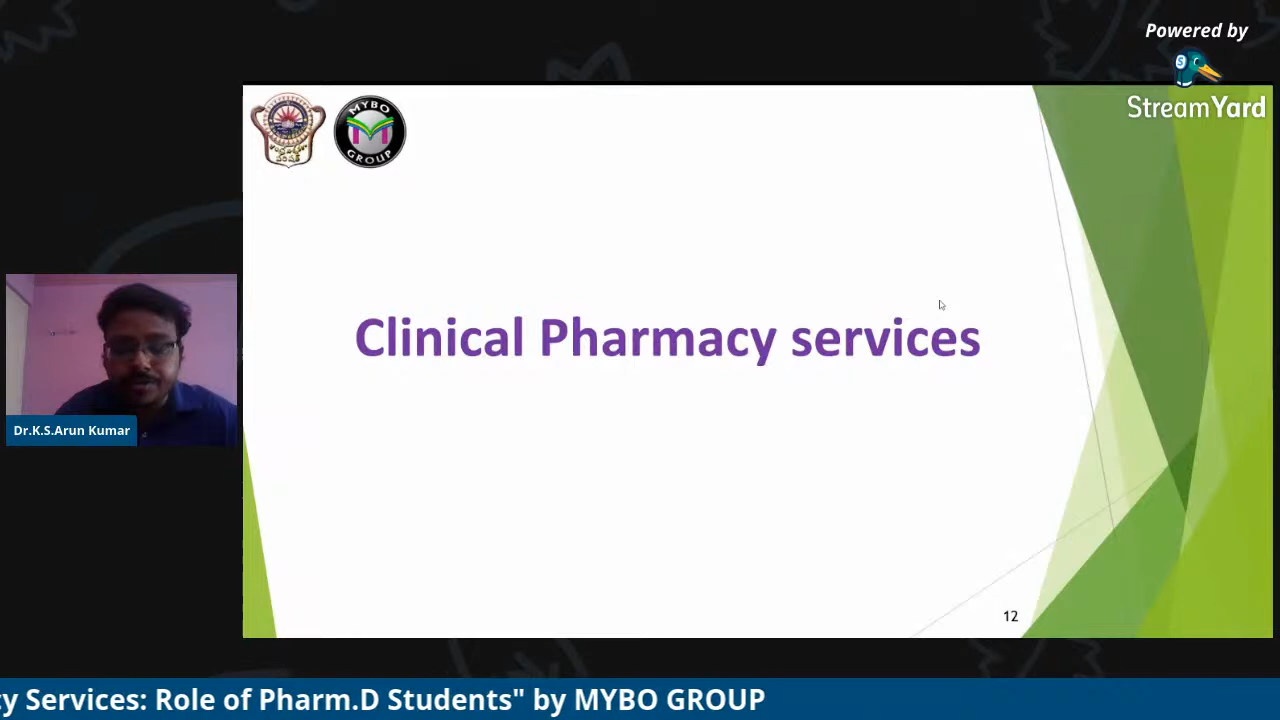 Powered by
StreamYard
MYBO
GROUP
Clinical Pharmacy services
Dr.K.S.Arun Kumar
12
cy Services: Role of Pharm.D Students" by MYBO GROUP